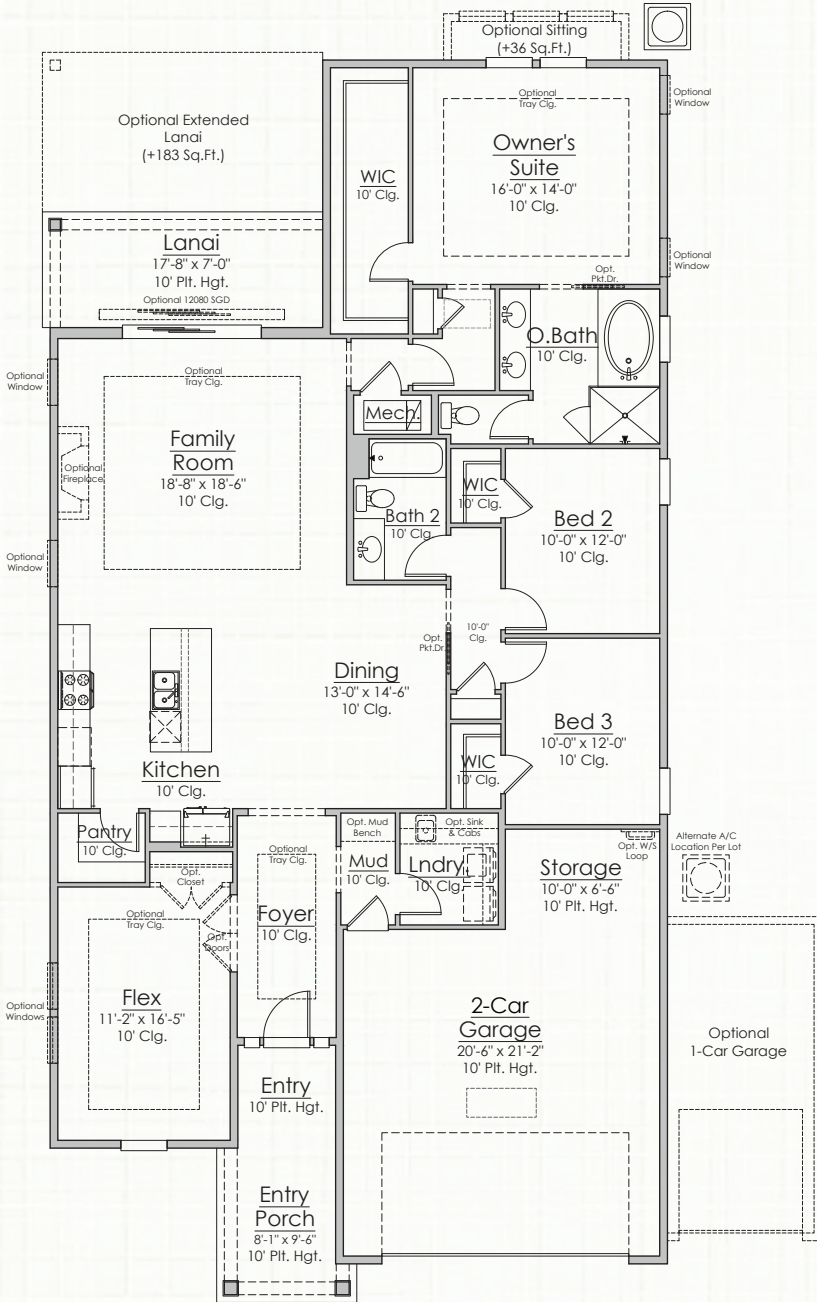 Optional Sitting
(+36 Sq.Ft.)
Optional Extended
Lanai
(+183 Sq.Ft.)
WIC
10' Clg.
Optional
Tray Clg.
Owner's
Suite
16'-0" x 14'-0"
10' Clg.
Optional
Window
Optional
Window
Lanai
17'-8" x 7'-0"
10' Plt. Hgt.
Optional 12080 SGD
Opt.
Pkt.Dr.
O.Bath
10' Clg.
Optional
Window
Optional
Tray Clg.
Mech.
Family
Room
18'-8" x 18'-6"
10' Clg.
Optional
Fireplace
WIC
10' Clg.
Bath 2
10' Clg.
Bed 2
10'-0" x 12'-0"
10' Clg.
Optional
Window
10'-0"
Clg.
Opt.
Pkt.Dr.
Dining
13'-0" x 14'-6"
10' Clg.
Bed 3
10'-0" x 12'-0"
10' Clg.
Kitchen
10' Clg.
WIC
10' Clg.
Pantry
10' Clg.
Opt. Mud
Bench
Opt. Sink
& Cabs
Opt. W/S
Loop
Alternate A/C
Location Per Lot
Optional
Tray Clg.
Mud
10' Clg.
Lndry.
10' Clg.
Storage
10'-0" x 6'-6"
10' Plt. Hgt.
Opt.
Closet
Optional
Tray Clg.
Opt.
Doors
Foyer
10' Clg.
Optional
Windows
Flex
11'-2" x 16'-5"
10' Clg.
2-Car
Garage
20'-6" x 21'-2"
10' Plt. Hgt.
Optional
1-Car Garage
Entry
10' Plt. Hgt.
Entry
Porch
8'-1" x 9'-6"
10' Plt. Hgt.